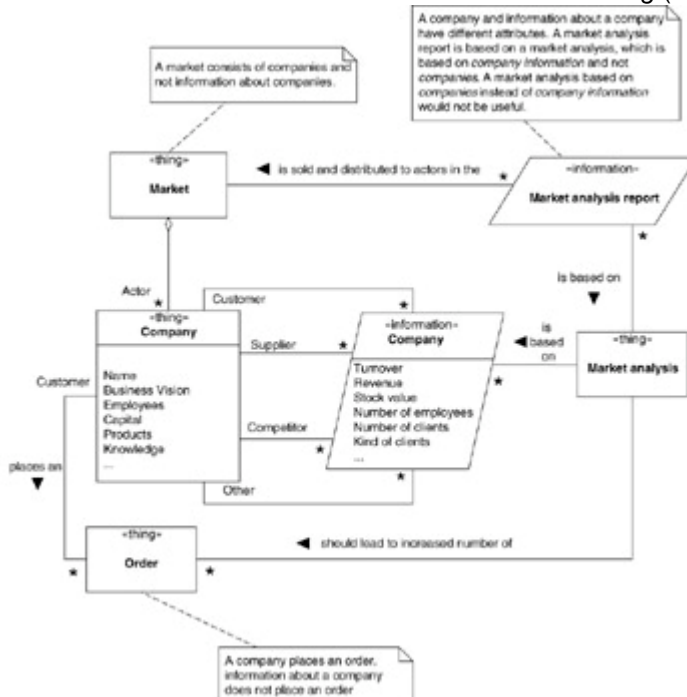 A company and information about a company
have different attributes. A market analysis
report is based on a market analysis, which is
based on company information and not
companies. A market analysis based on
companies instead of company information
would not be useful.
A market consists of companies and
not information about companies.
«thing»
Market
is sold and distributed to actors in the
*
«information»
Market analysis report
*
is based on
Actor
*
«thing»
Company
Name
Business Vision
Employees
Capital
Products
Knowledge
...
Customer
*
Supplier
*
Competitor
*
Other
*
«information»
Company
Turnover
Revenue
Stock value
Number of employees
Number of clients
Kind of clients
...
is
based
on
*
«thing»
Market analysis
Customer
places an
*
«thing»
Order
*
should lead to increased number of
A company places an order,
information about a company
does not place an order